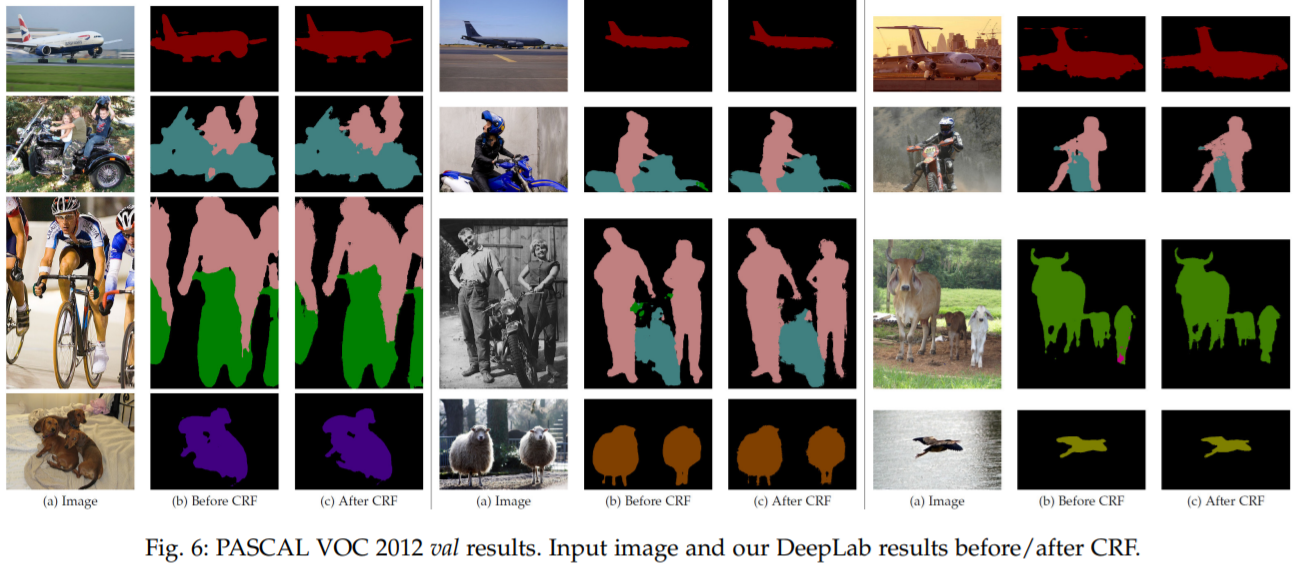 (a) Image (b) Before CRF (c) After CRF (a) Image (b) Before CRF (c) After CRF (a) Image (b) Before CRF (c) After CRF
Fig. 6: PASCAL VOC 2012 val results. Input image and our DeepLab results before/after CRF.